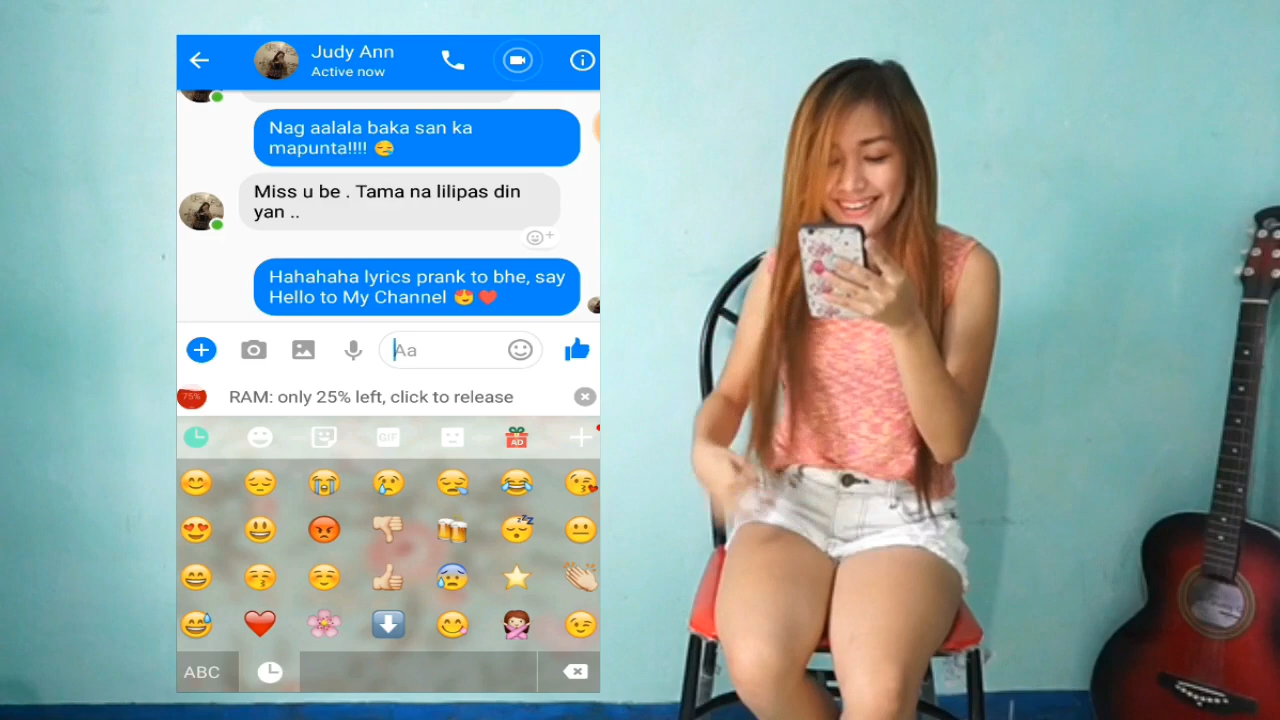 Judy Ann
Active now
Nag aalala baka san ka
mapunta!!!! 😪
Miss u be . Tama na lilipas din
yan ..
Hahahaha lyrics prank to bhe, say
Hello to My Channel 😍❤️
Aa
75%
RAM: only 25% left, click to release
GIF
AD
ABC